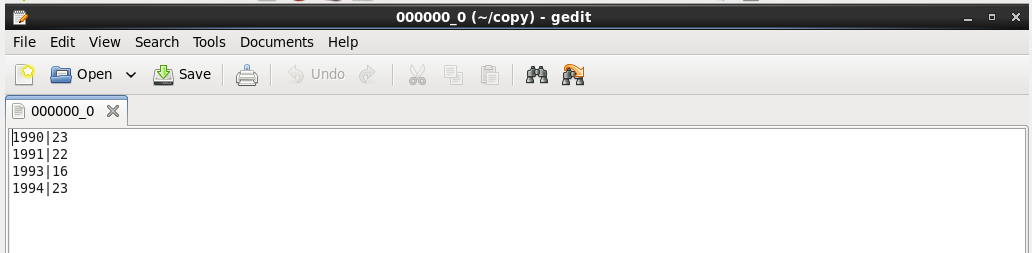 000000_0 (~/copy) - gedit
File Edit View Search Tools Documents Help
Open Save Undo
000000_0
1990|23
1991|22
1993|16
1994|23